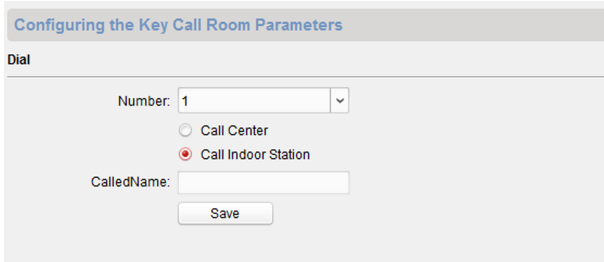 Configuring the Key Call Room Parameters
Dial
Number: 1
Call Center
Call Indoor Station
CalledName:
Save